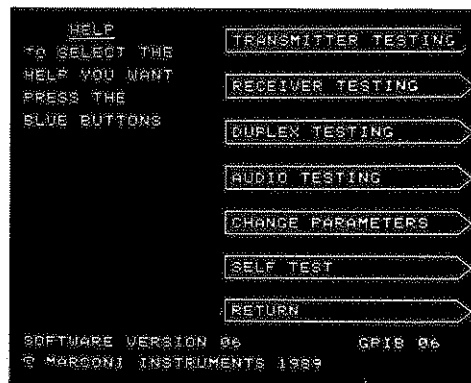 HELP
TO SELECT THE
HELP YOU WANT
PRESS THE
BLUE BUTTONS
TRANSMITTER TESTING
RECEIVER TESTING
DUPLEX TESTING
AUDIO TESTING
CHANGE PARAMETERS
SELF TEST
RETURN
SOFTWARE VERSION 06 GPIB 06
© MARCONI INSTRUMENTS 1989